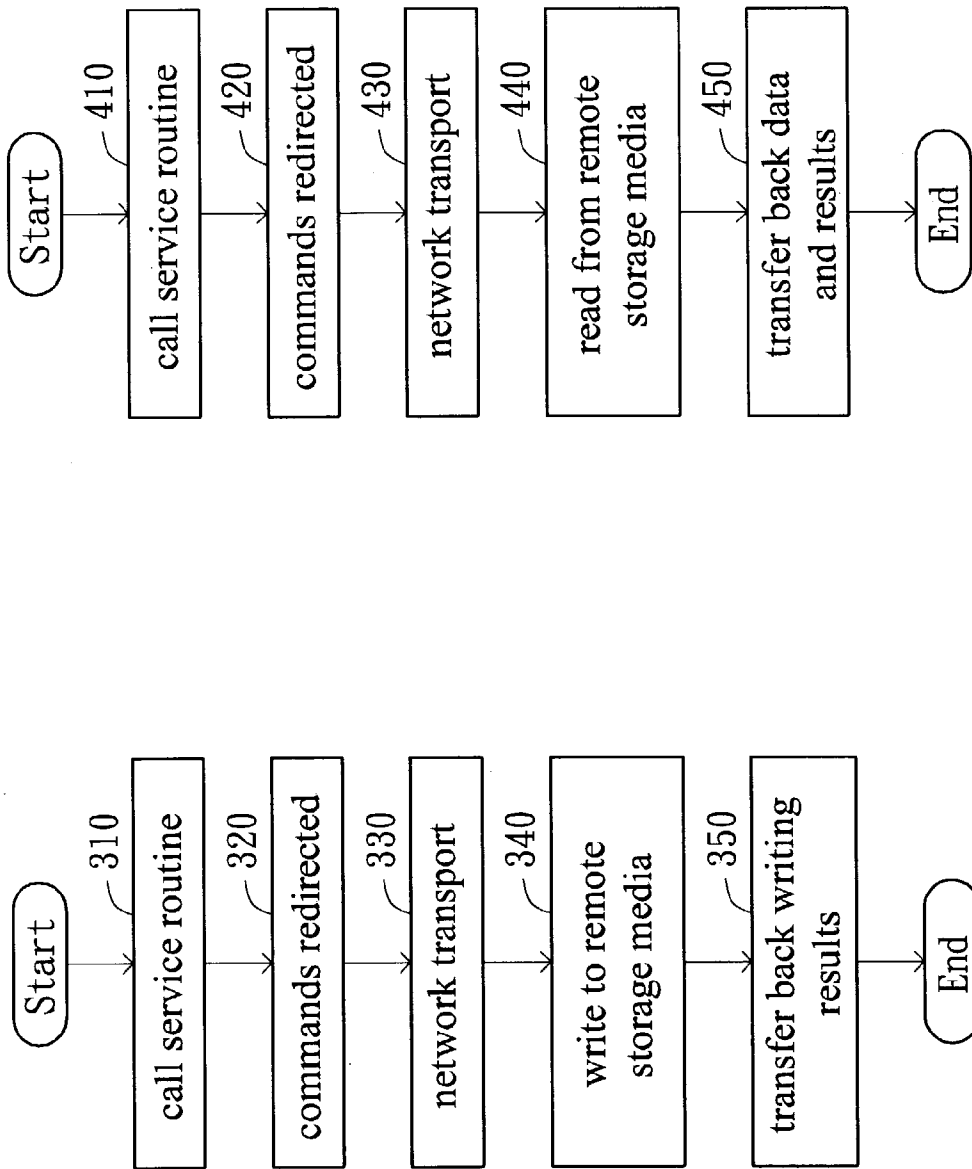 Start
310
call service routine
320
commands redirected
330
network transport
340
write to remote
storage media
350
transfer back writing
results
End
Start
410
call service routine
420
commands redirected
430
network transport
440
read from remote
storage media
450
transfer back data
and results
End